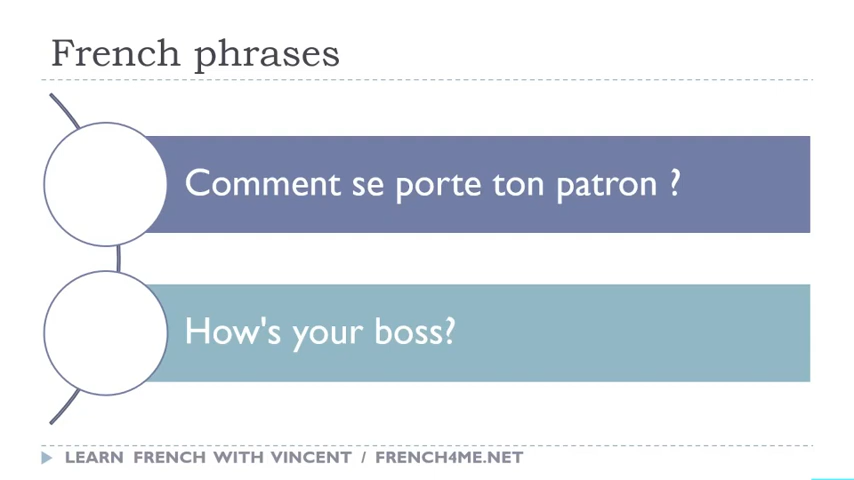 French phrases
Comment se porte ton patron ?
How's your boss?
LEARN FRENCH WITH VINCENT / FRENCH4ME.NET